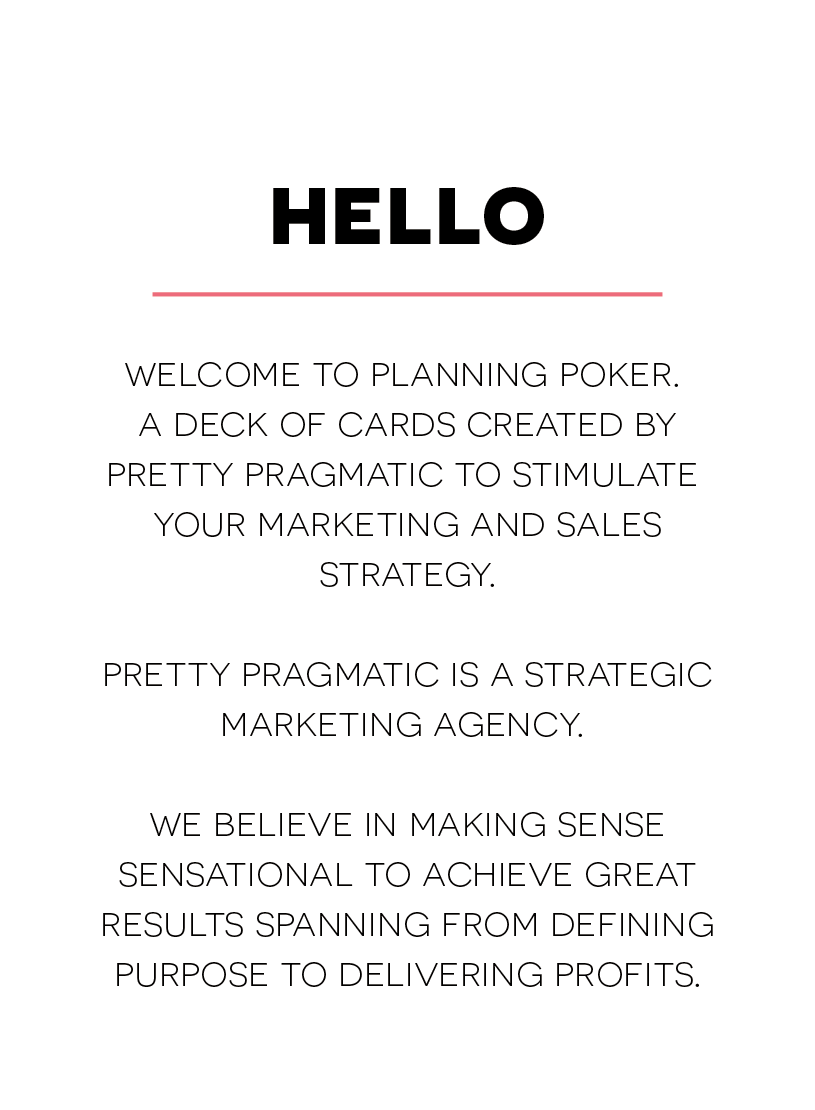 HELLO
WELCOME TO PLANNING POKER.
A DECK OF CARDS CREATED BY
PRETTY PRAGMATIC TO STIMULATE
YOUR MARKETING AND SALES
STRATEGY.
PRETTY PRAGMATIC IS A STRATEGIC
MARKETING AGENCY.
WE BELIEVE IN MAKING SENSE
SENSATIONAL TO ACHIEVE GREAT
RESULTS SPANNING FROM DEFINING
PURPOSE TO DELIVERING PROFITS.